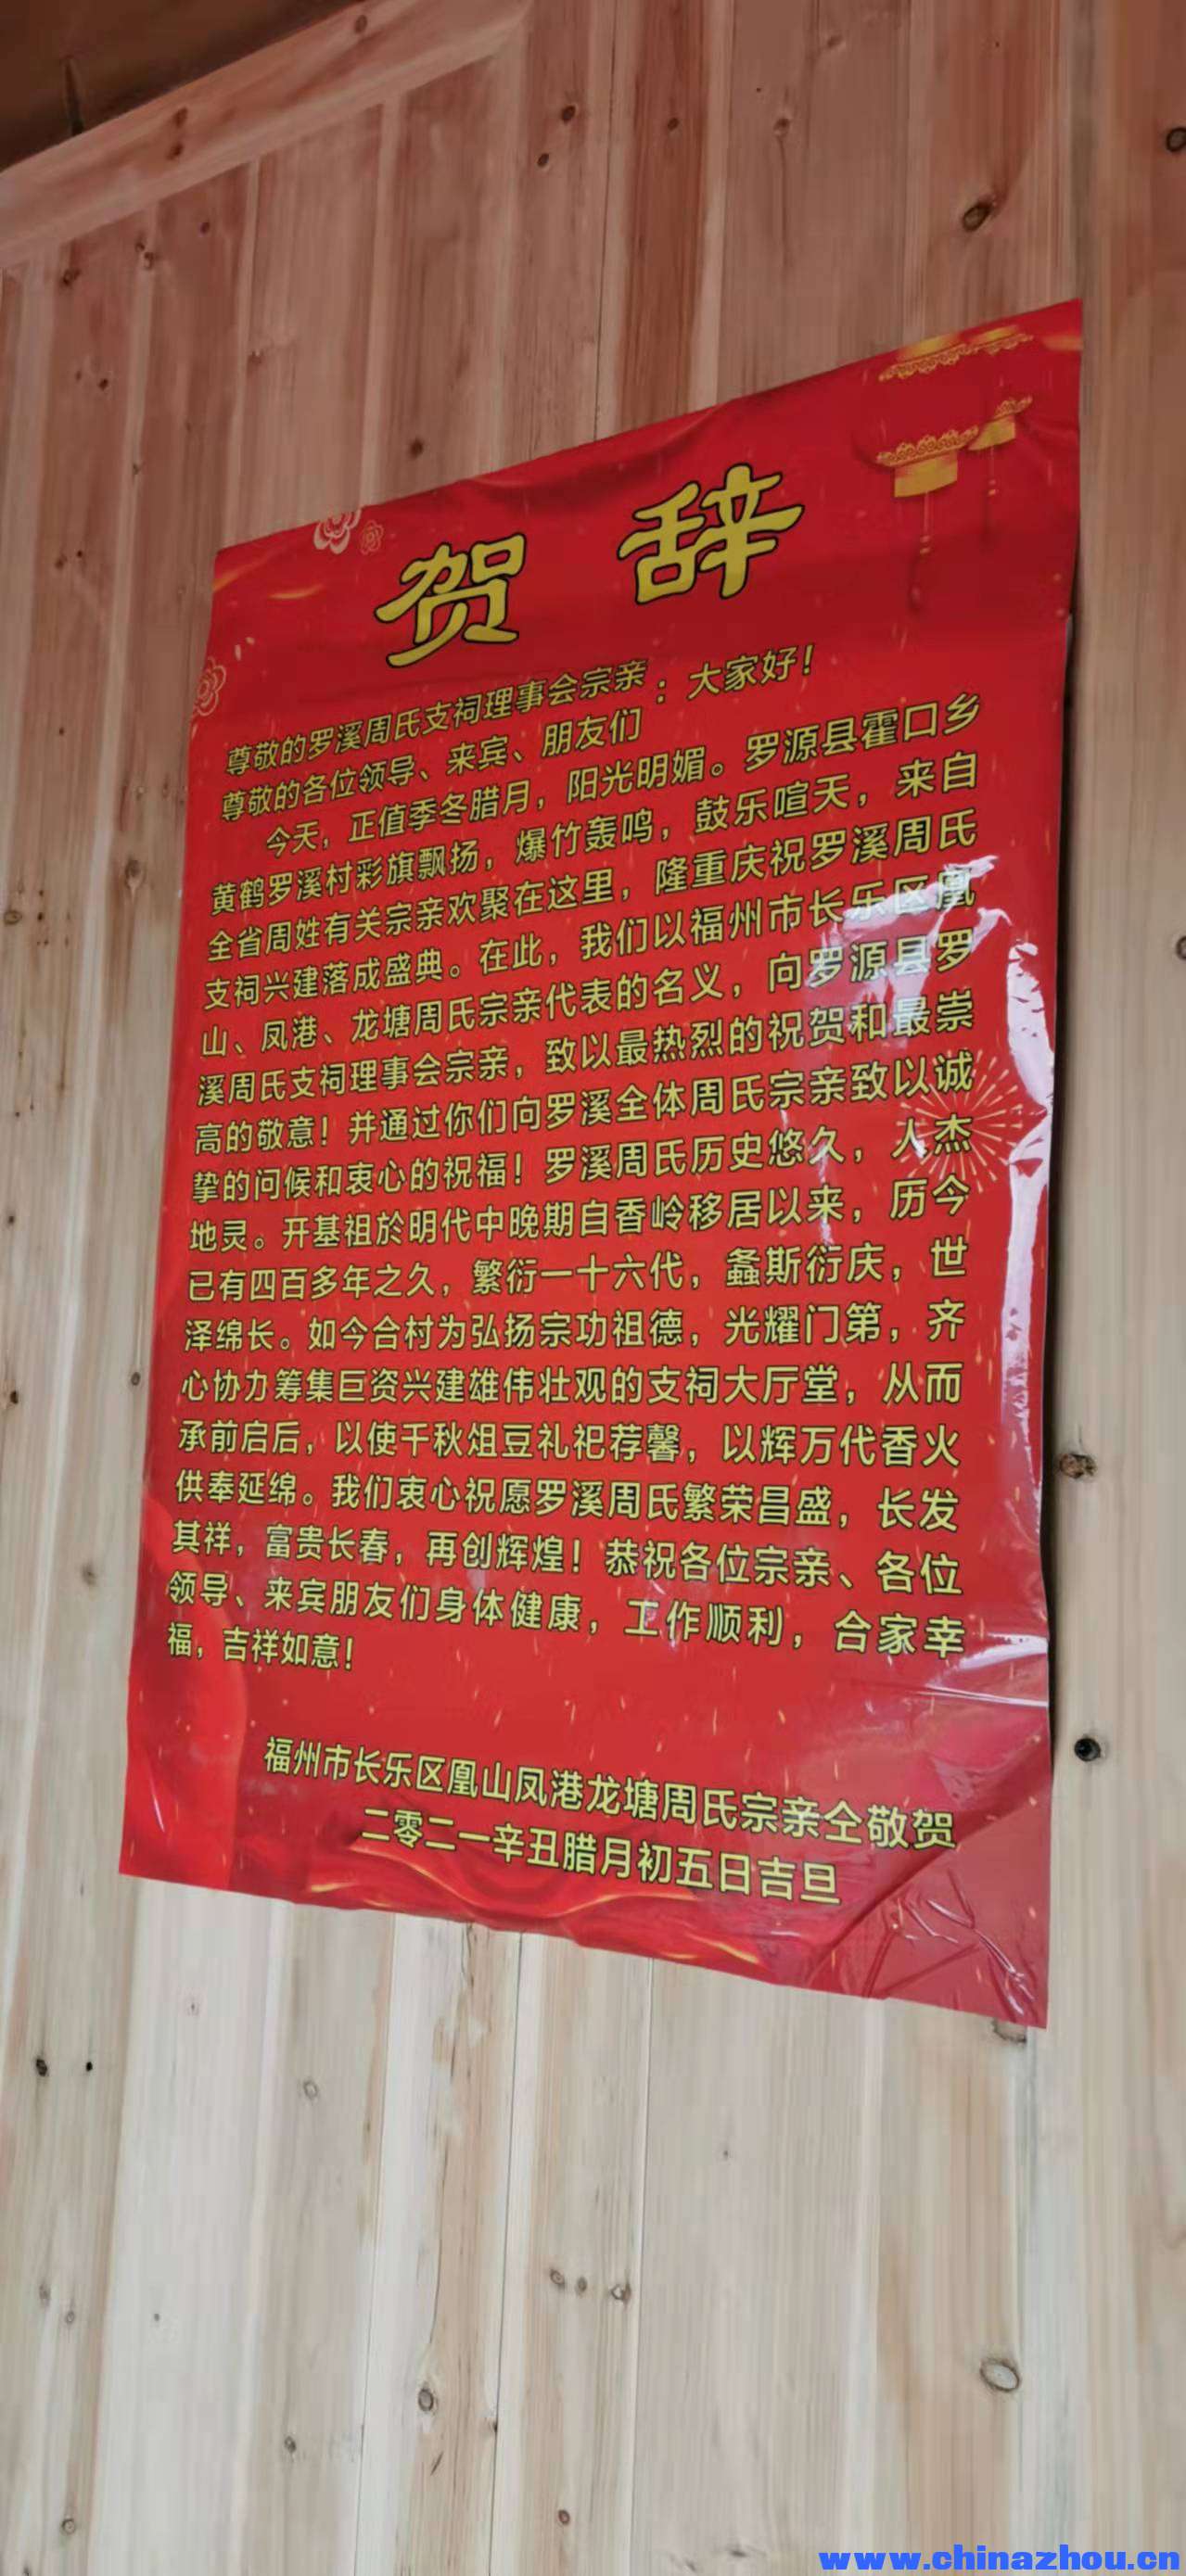 贺 辞
尊敬的罗溪周氏支祠理事会宗亲：大家好！
尊敬的各位领导、来宾、朋友们
今天，正值季冬腊月，阳光明媚。罗源县霍口乡
黄鹤罗溪村彩旗飘扬，爆竹轰鸣，鼓乐喧天，来自
全省周姓有关宗亲欢聚在这里，隆重庆祝罗溪周氏
支祠兴建落成盛典。在此，我们以福州市长乐区凰
山、凤港、龙塘周氏宗亲代表的名义，向罗源县罗
溪周氏支祠理事会宗亲，致以最热烈的祝贺和最崇
高的敬意！并通过你们向罗溪全体周氏宗亲致以诚
挚的问候和衷心的祝福！罗溪周氏历史悠久，人杰
地灵。开基祖於明代中晚期自香岭移居以来，历今
已有四百多年之久，繁衍一十六代，螽斯衍庆，世
泽绵长。如今合村为弘扬宗功祖德，光耀门第，齐
心协力筹集巨资兴建雄伟壮观的支祠大厅堂，从而
承前启后，以使千秋俎豆礼祀荐馨，以辉万代香火
供奉延绵。我们衷心祝愿罗溪周氏繁荣昌盛，长发
其祥，富贵长春，再创辉煌！恭祝各位宗亲、各位
领导、来宾朋友们身体健康，工作顺利，合家幸
福，吉祥如意！
福州市长乐区凰山凤港龙塘周氏宗亲仝敬贺
二零二一辛丑腊月初五日吉旦
www.chinazhou.cn